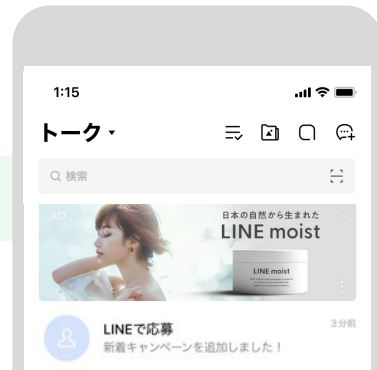 1:15
トーク
検索
AD
日本の自然から生まれた
LINE moist
LINE moist
LINEで応募
3分前
新着キャンペーンを追加しました！